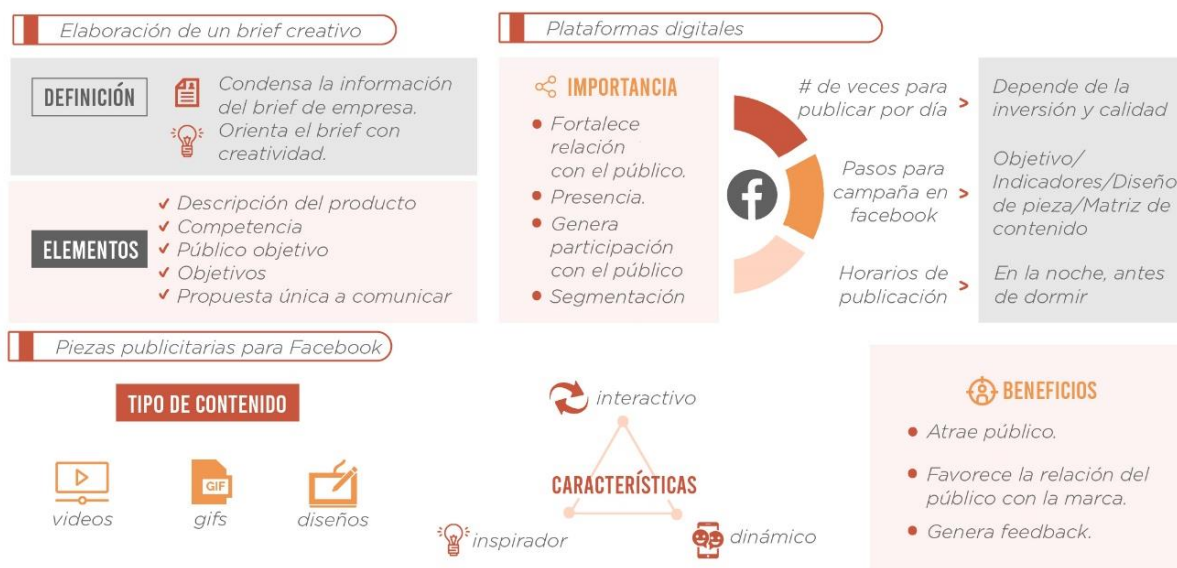 Elaboración de un brief creativo
DEFINICIÓN
Condensa la información
del brief de empresa.
Orienta el brief con
creatividad.
ELEMENTOS
Descripción del producto
Competencia
Público objetivo
Objetivos
Propuesta única a comunicar
Plataformas digitales
IMPORTANCIA
Fortalece
relación
con el público.
Presencia.
Genera
participación
con el público
Segmentación
# de veces para
publicar por día >
Depende de la
inversión y calidad
Pasos para
campaña en >
facebook
Objetivo/
Indicadores/Diseño
de pieza/Matriz de
contenido
Horarios de
publicación >
En la noche, antes
de dormir
Piezas publicitarias para Facebook
TIPO DE CONTENIDO
videos
GIF
gifs
diseños
interactivo
CARACTERÍSTICAS
inspirador
dinámico
BENEFICIOS
Atrae público.
Favorece la relación del
público con la marca.
Genera feedback.